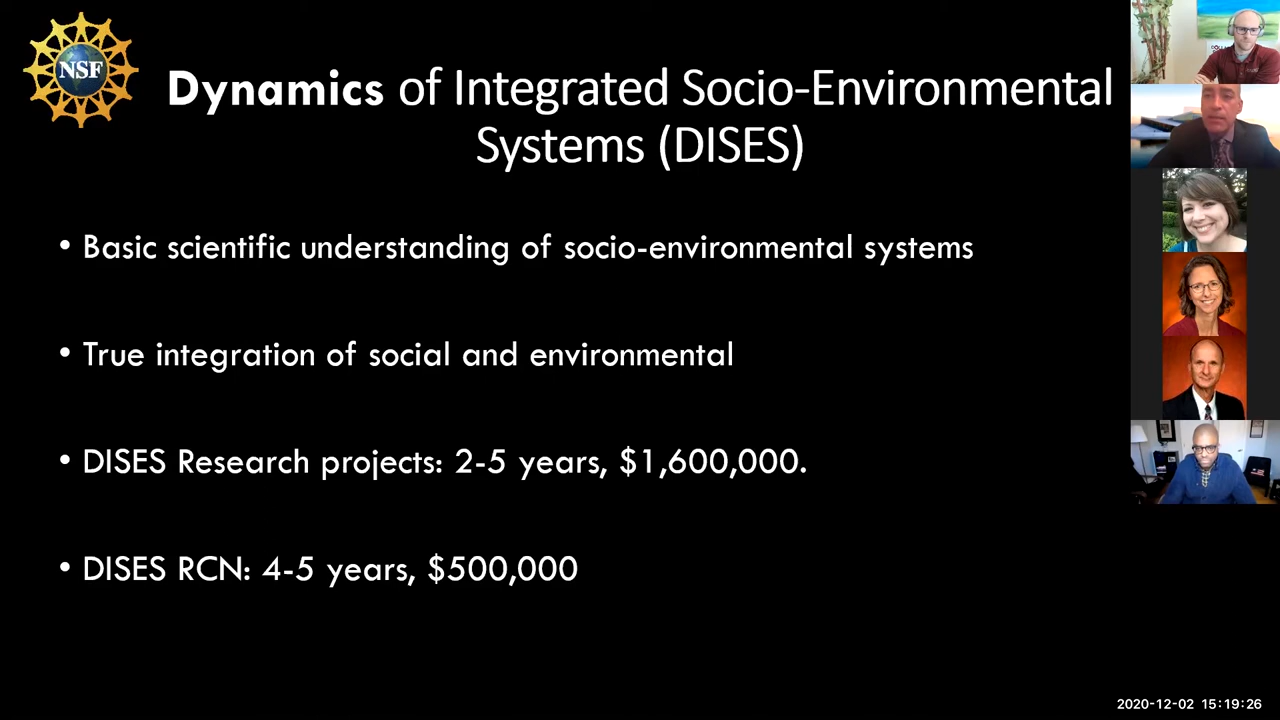 NSF
Dynamics of Integrated Socio-Environmental
Systems (DISES)
• Basic scientific understanding of socio-environmental systems
• True integration of social and environmental
• DISES Research projects: 2-5 years, $1,600,000.
• DISES RCN: 4-5 years, $500,000
2020-12-02 15:19:26